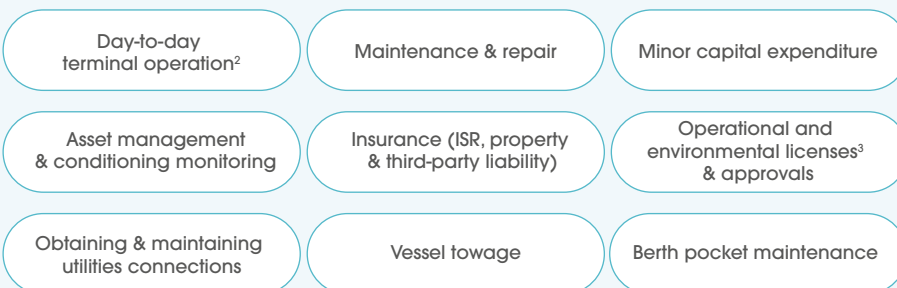 Day-to-day
terminal operation²
Maintenance & repair
Minor capital expenditure
Asset management
& conditioning monitoring
Insurance (ISR, property
& third-party liability)
Operational and
environmental licenses³
& approvals
Obtaining & maintaining
utilities connections
Vessel towage
Berth pocket maintenance